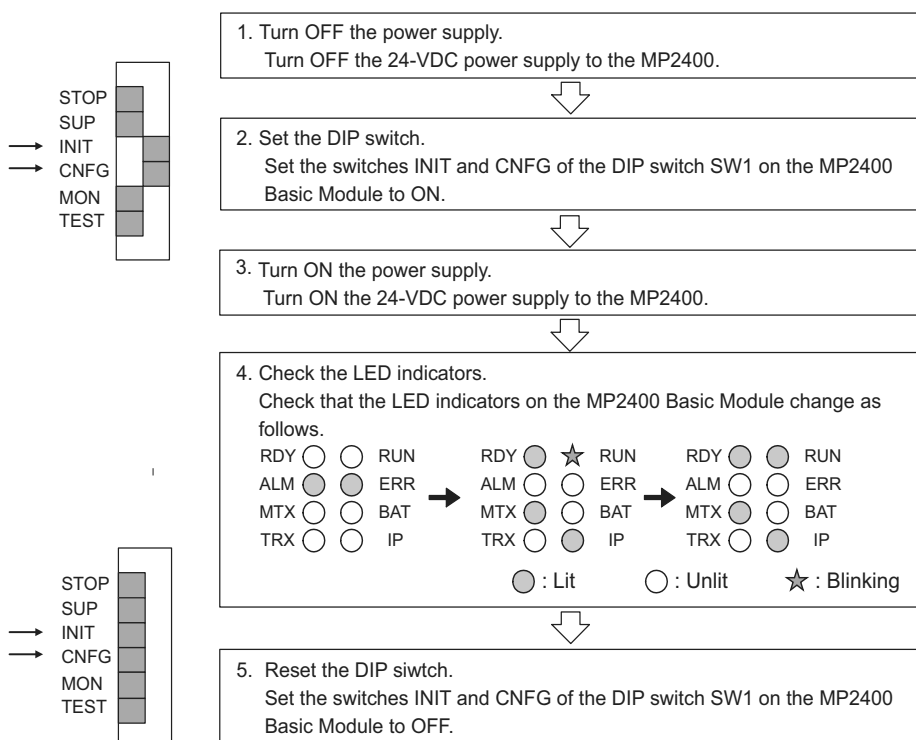 1. Turn OFF the power supply.
Turn OFF the 24-VDC power supply to the MP2400.
STOP
SUP
INIT
CNFG
MON
TEST
2. Set the DIP switch.
Set the switches INIT and CNFG of the DIP switch SW1 on the MP2400
Basic Module to ON.
3. Turn ON the power supply.
Turn ON the 24-VDC power supply to the MP2400.
4. Check the LED indicators.
Check that the LED indicators on the MP2400 Basic Module change as
follows.
RDY RUN RDY RUN RDY RUN
ALM ERR ALM ERR ALM ERR
MTX BAT MTX BAT MTX BAT
TRX IP TRX IP TRX IP
: Lit : Unlit : Blinking
STOP
SUP
INIT
CNFG
MON
TEST
5. Reset the DIP siwtch.
Set the switches INIT and CNFG of the DIP switch SW1 on the MP2400
Basic Module to OFF.